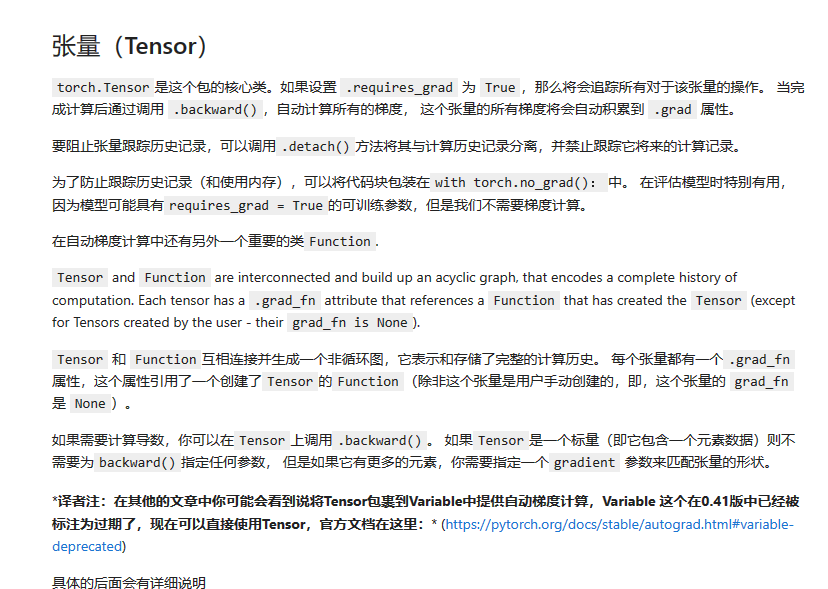 张量（Tensor）
torch.Tensor 是这个包的核心类。如果设置 .requires_grad 为 True ，那么将会追踪所有对于该张量的操作。 当完
成计算后通过调用 .backward() ，自动计算所有的梯度， 这个张量的所有梯度将会自动积累到 .grad 属性。
要阻止张量跟踪历史记录，可以调用 .detach() 方法将其与计算历史记录分离，并禁止跟踪它将来的计算记录。
为了防止跟踪历史记录（和使用内存），可以将代码块包装在 with torch.no_grad()： 中。 在评估模型时特别有用，
因为模型可能具有 requires_grad = True 的可训练参数，但是我们不需要梯度计算。
在自动梯度计算中还有另外一个重要的类 Function .
Tensor and Function are interconnected and build up an acyclic graph, that encodes a complete history of
computation. Each tensor has a .grad_fn attribute that references a Function that has created the Tensor (except
for Tensors created by the user - their grad_fn is None ).
Tensor 和 Function 互相连接并生成一个非循环图，它表示和存储了完整的计算历史。 每个张量都有一个 .grad_fn
属性，这个属性引用了一个创建了 Tensor 的 Function （除非这个张量是用户手动创建的，即，这个张量的 grad_fn
是 None ）。
如果需要计算导数，你可以在 Tensor 上调用 .backward() 。 如果 Tensor 是一个标量（即它包含一个元素数据）则不
需要为 backward() 指定任何参数， 但是如果它有更多的元素，你需要指定一个 gradient 参数来匹配张量的形状。
*译者注：在其他的文章中你可能会看到说将Tensor包裹到Variable中提供自动梯度计算，Variable 这个在0.41版中已经被
标注为过期了，现在可以直接使用Tensor，官方文档在这里：* (https://pytorch.org/docs/stable/autograd.html#variable-
deprecated)
具体的后面会有详细说明